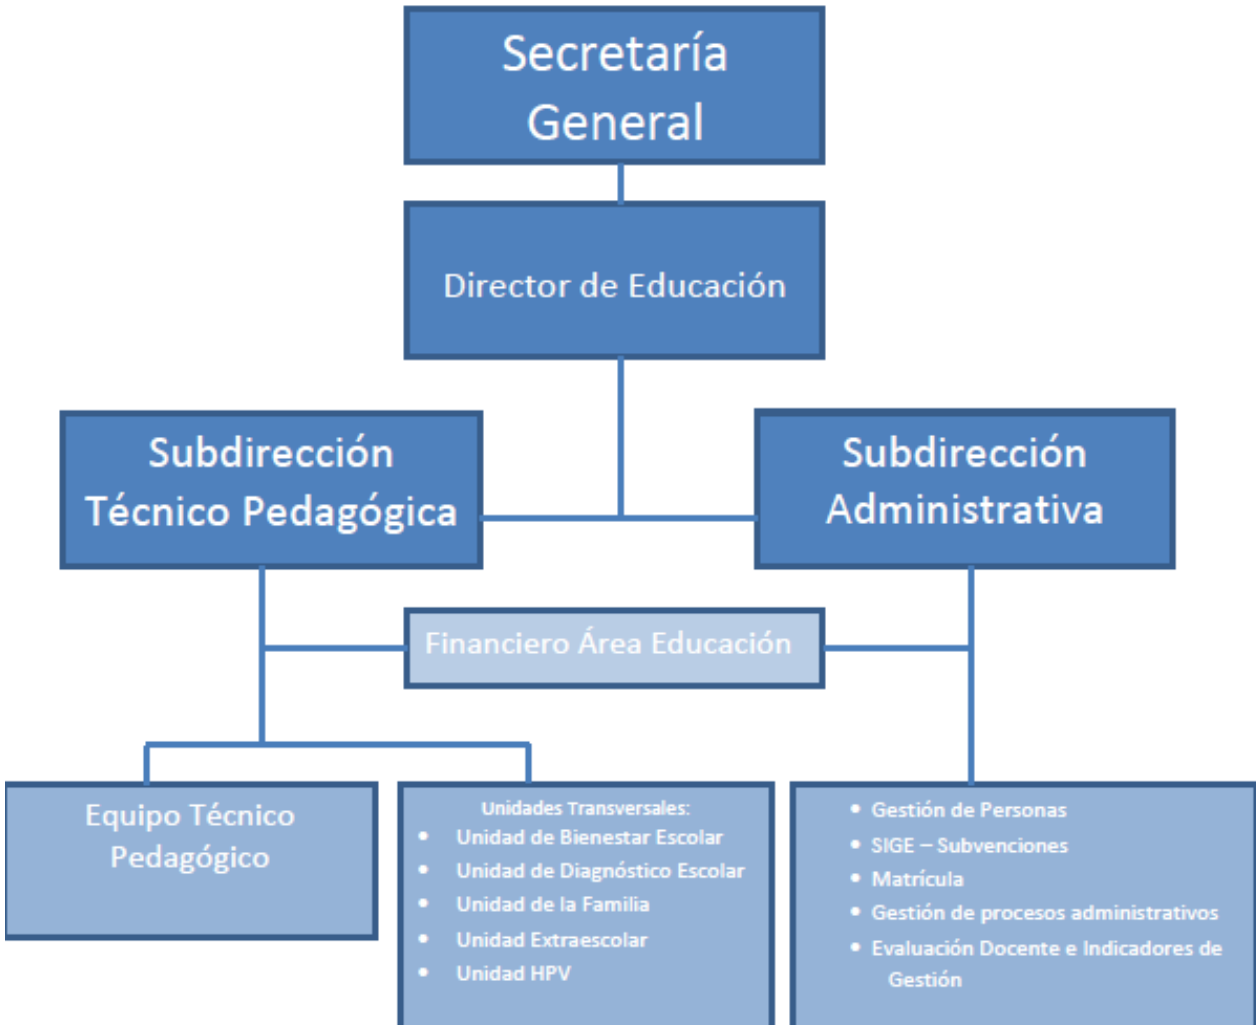 Secretaría
General
Director de Educación
Subdirección
Técnico Pedagógica
Subdirección
Administrativa
Financiero Área Educación
Equipo Técnico
Pedagógico
Unidades Transversales:
• Unidad de Bienestar Escolar
• Unidad de Diagnóstico Escolar
• Unidad de la Familia
• Unidad Extraescolar
• Unidad HPV
• Gestión de Personas
• SIGE – Subvenciones
• Matrícula
• Gestión de procesos administrativos
• Evaluación Docente e Indicadores de
Gestión